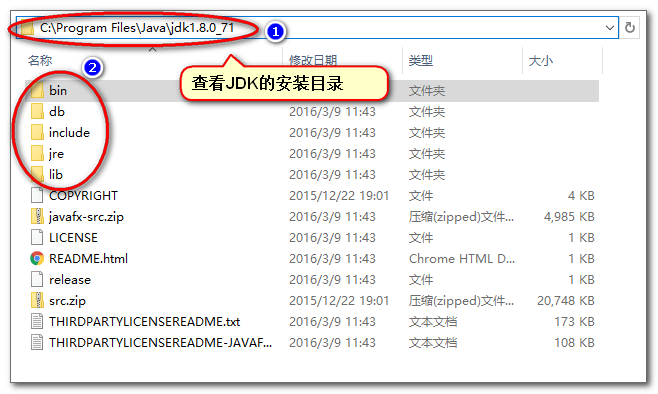 C:\Program Files\Java\jdk1.8.0_71
1
名称 修改日期 类型 大小
2
查看JDK的安装目录
bin 文件夹
db 2016/3/9 11:43 文件夹
include 2016/3/9 11:43 文件夹
jre 2016/3/9 11:43 文件夹
lib 2016/3/9 11:43 文件夹
COPYRIGHT 2015/12/22 19:01 文件 4 KB
javafx-src.zip 2016/3/9 11:43 压缩(zipped)文件... 4,985 KB
LICENSE 2016/3/9 11:43 文件 1 KB
README.html 2016/3/9 11:43 Chrome HTML D... 1 KB
release 2016/3/9 11:43 文件 1 KB
src.zip 2015/12/22 19:01 压缩(zipped)文件... 20,748 KB
THIRDPARTYLICENSEREADME.txt 2016/3/9 11:43 文本文档 173 KB
THIRDPARTYLICENSEREADME-JAVAF... 2016/3/9 11:43 文本文档 108 KB